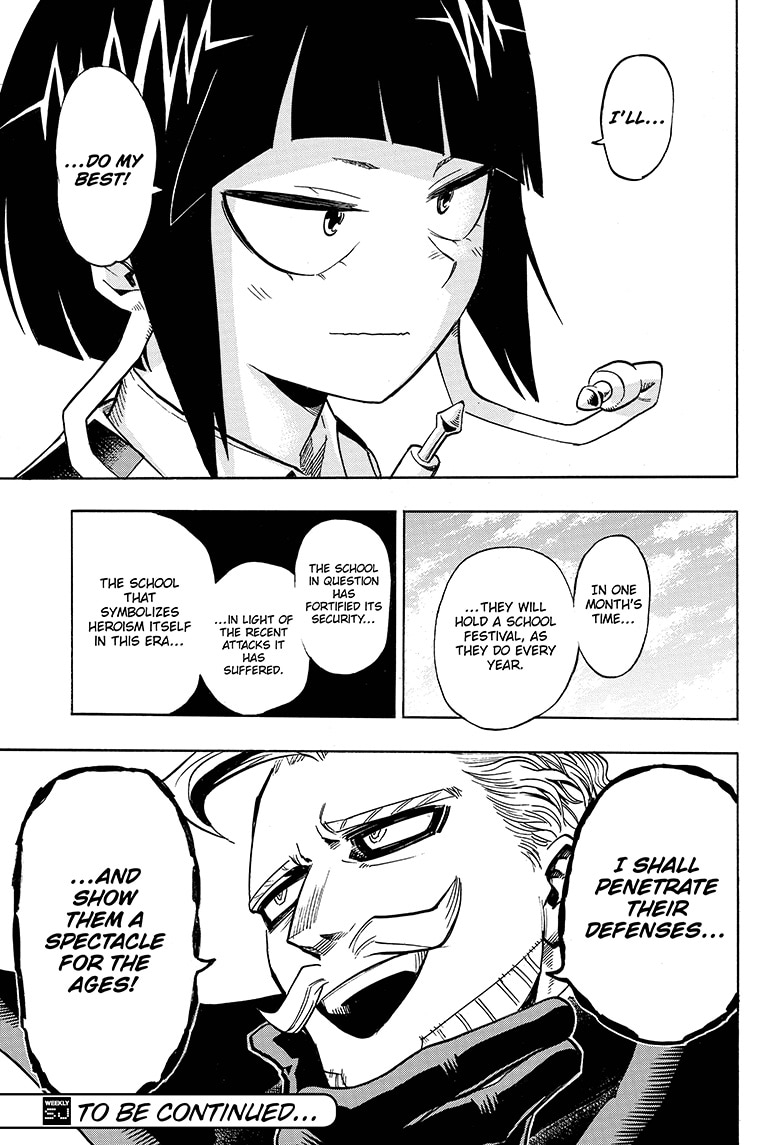 I'LL...
...DO MY
BEST!
IN ONE
MONTH'S
TIME...
...THEY WILL
HOLD A SCHOOL
FESTIVAL, AS
THEY DO EVERY
YEAR.
THE SCHOOL
IN QUESTION
HAS
FORTIFIED ITS
SECURITY...
...IN LIGHT OF
THE RECENT
ATTACKS IT
HAS
SUFFERED.
THE SCHOOL
THAT
SYMBOLIZES
HEROISM ITSELF
IN THIS ERA...
I SHALL
PENETRATE
THEIR
DEFENSES...
...AND
SHOW
THEM A
SPECTACLE
FOR THE
AGES!
WEEKLY
SJ
TO BE CONTINUED...